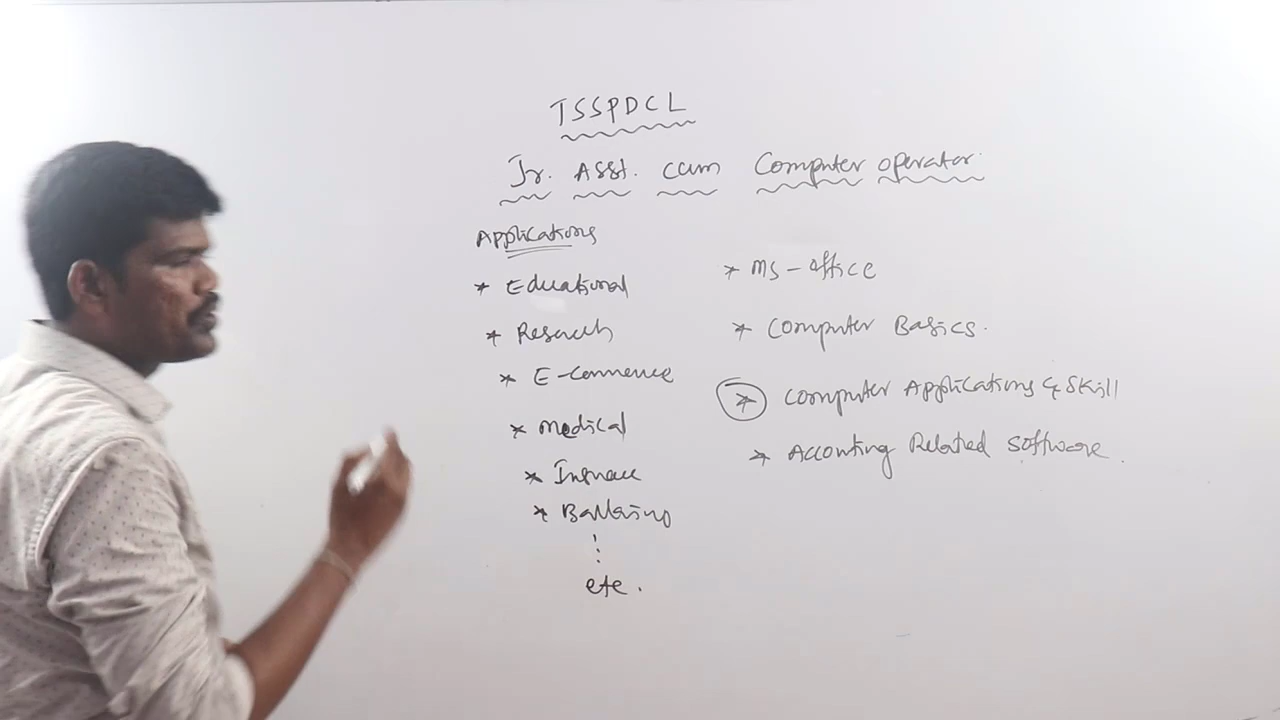 TSSPDCL
Jr. Asst. cum Computer operator.
Applications
* Educational
* Research
* E-commerce
* Medical
* Insurance
* Banking
etc.
* MS-office
* Computer Basics.
* Computer Applications & Skill
* Acconting Related Software.